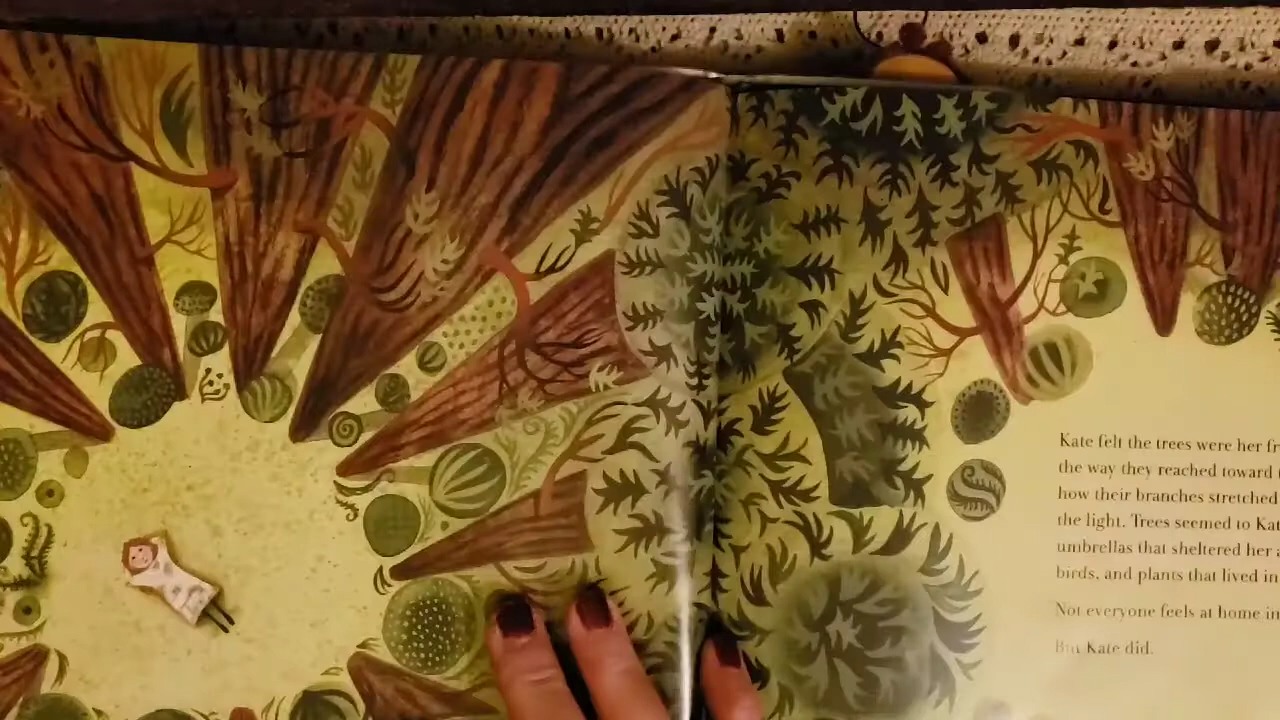 Kate felt the trees were her
the way they reached toward
how their branches stretched
the light. Trees seemed to
umbrellas that sheltered her
birds, and plants that lived in
Not everyone feels at home in
But Kate did.